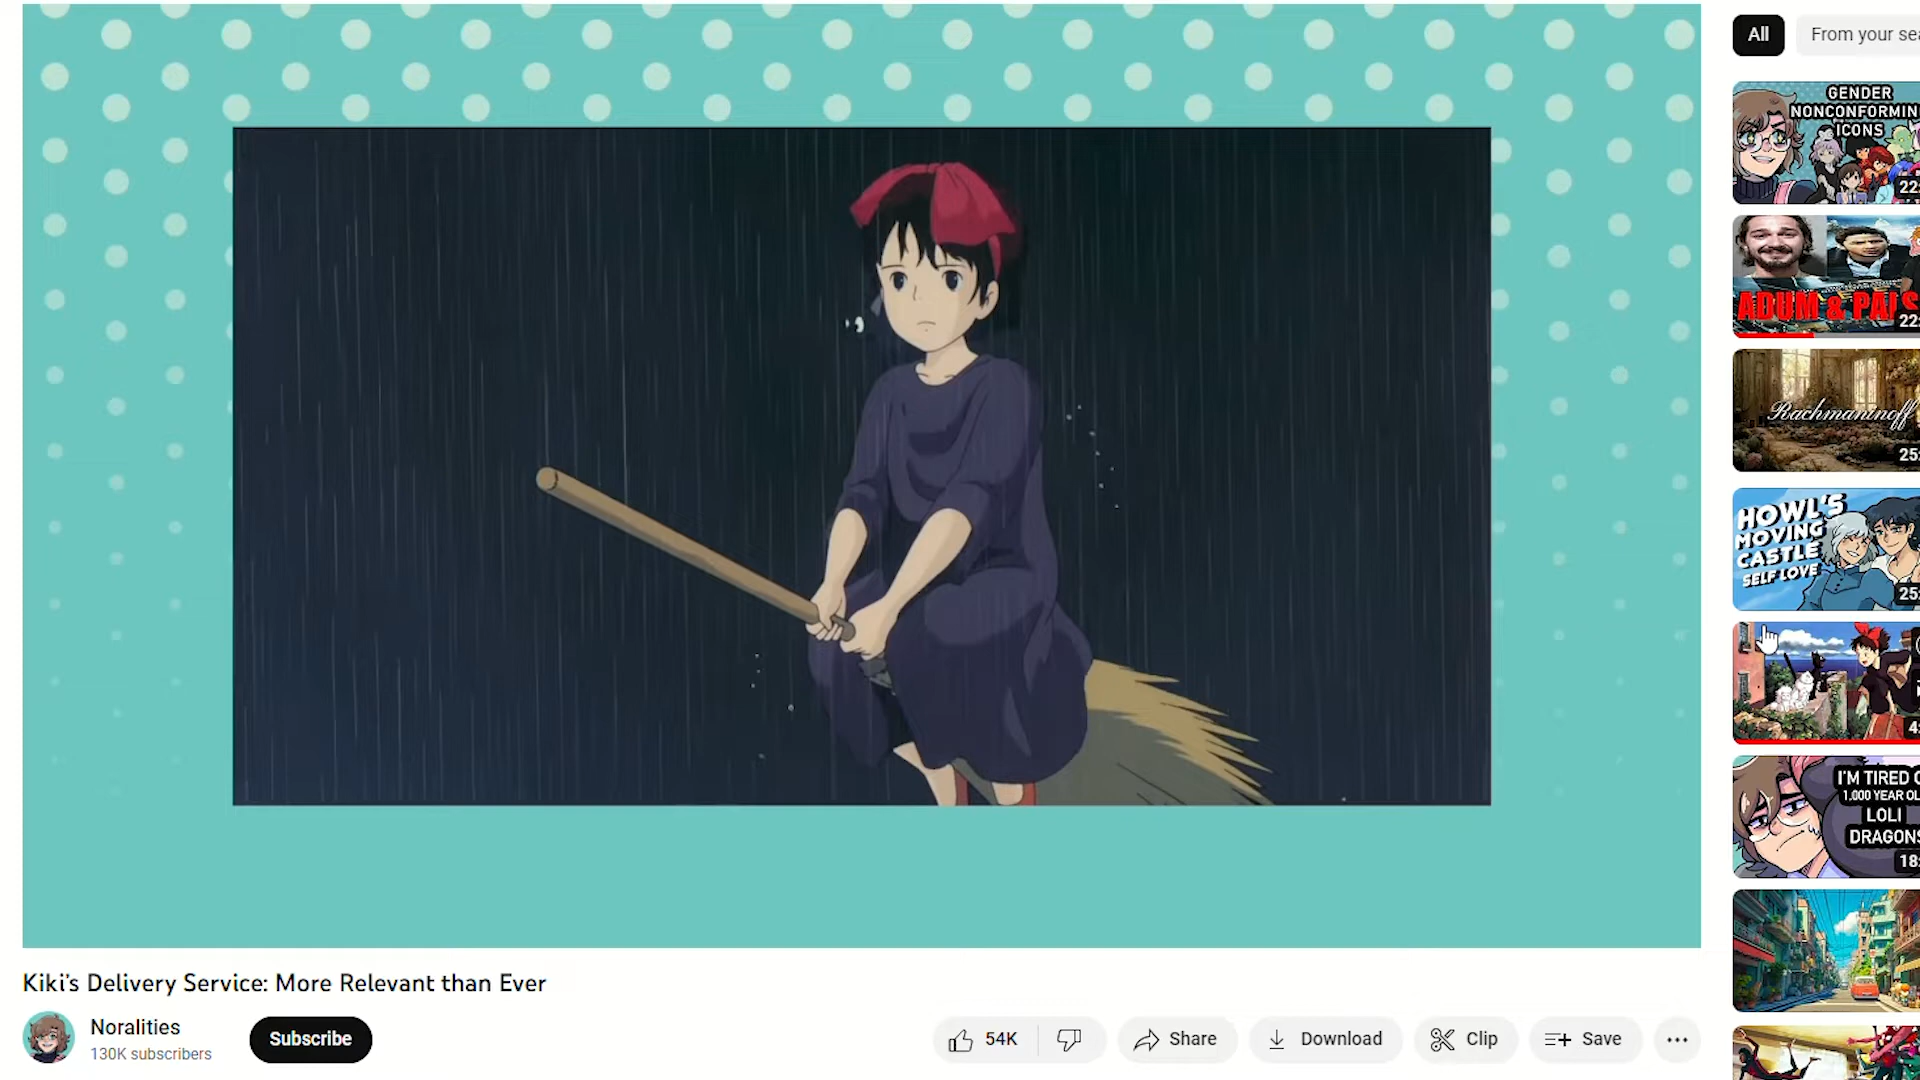 All
From your sea
GENDER
NONCONFORMIN
ICONS
22:
ADUM & PALS
22:
Rachmaninoff
25:
HOWL'S
MOVING
CASTLE
SELF LOVE
25:
4:
I'M TIRED O
1,000 YEAR OL
LOLI
DRAGONS
18:
Kiki's Delivery Service: More Relevant than Ever
Noralities
130K subscribers
Subscribe
54K
Share
Download
Clip
Save